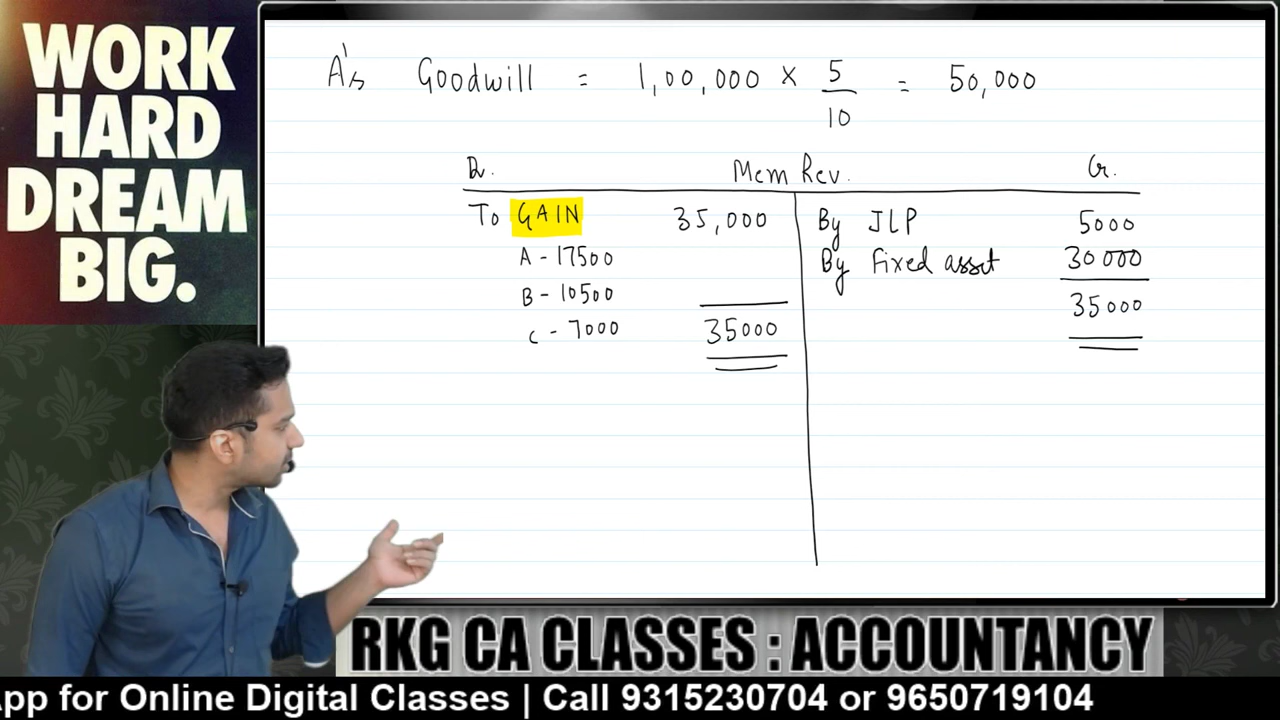 WORK
HARD
DREAM
BIG.
A's Goodwill = 1,00,000 × 5/10 = 50,000
Dr. Mem Rev. Cr.
To GAIN 35,000 By JLP 5000
A - 17500 By Fixed asset 30000
B - 10500 35000
C - 7000 35000
RKG CA CLASSES : ACCOUNTANCY
App for Online Digital Classes | Call 9315230704 or 9650719104